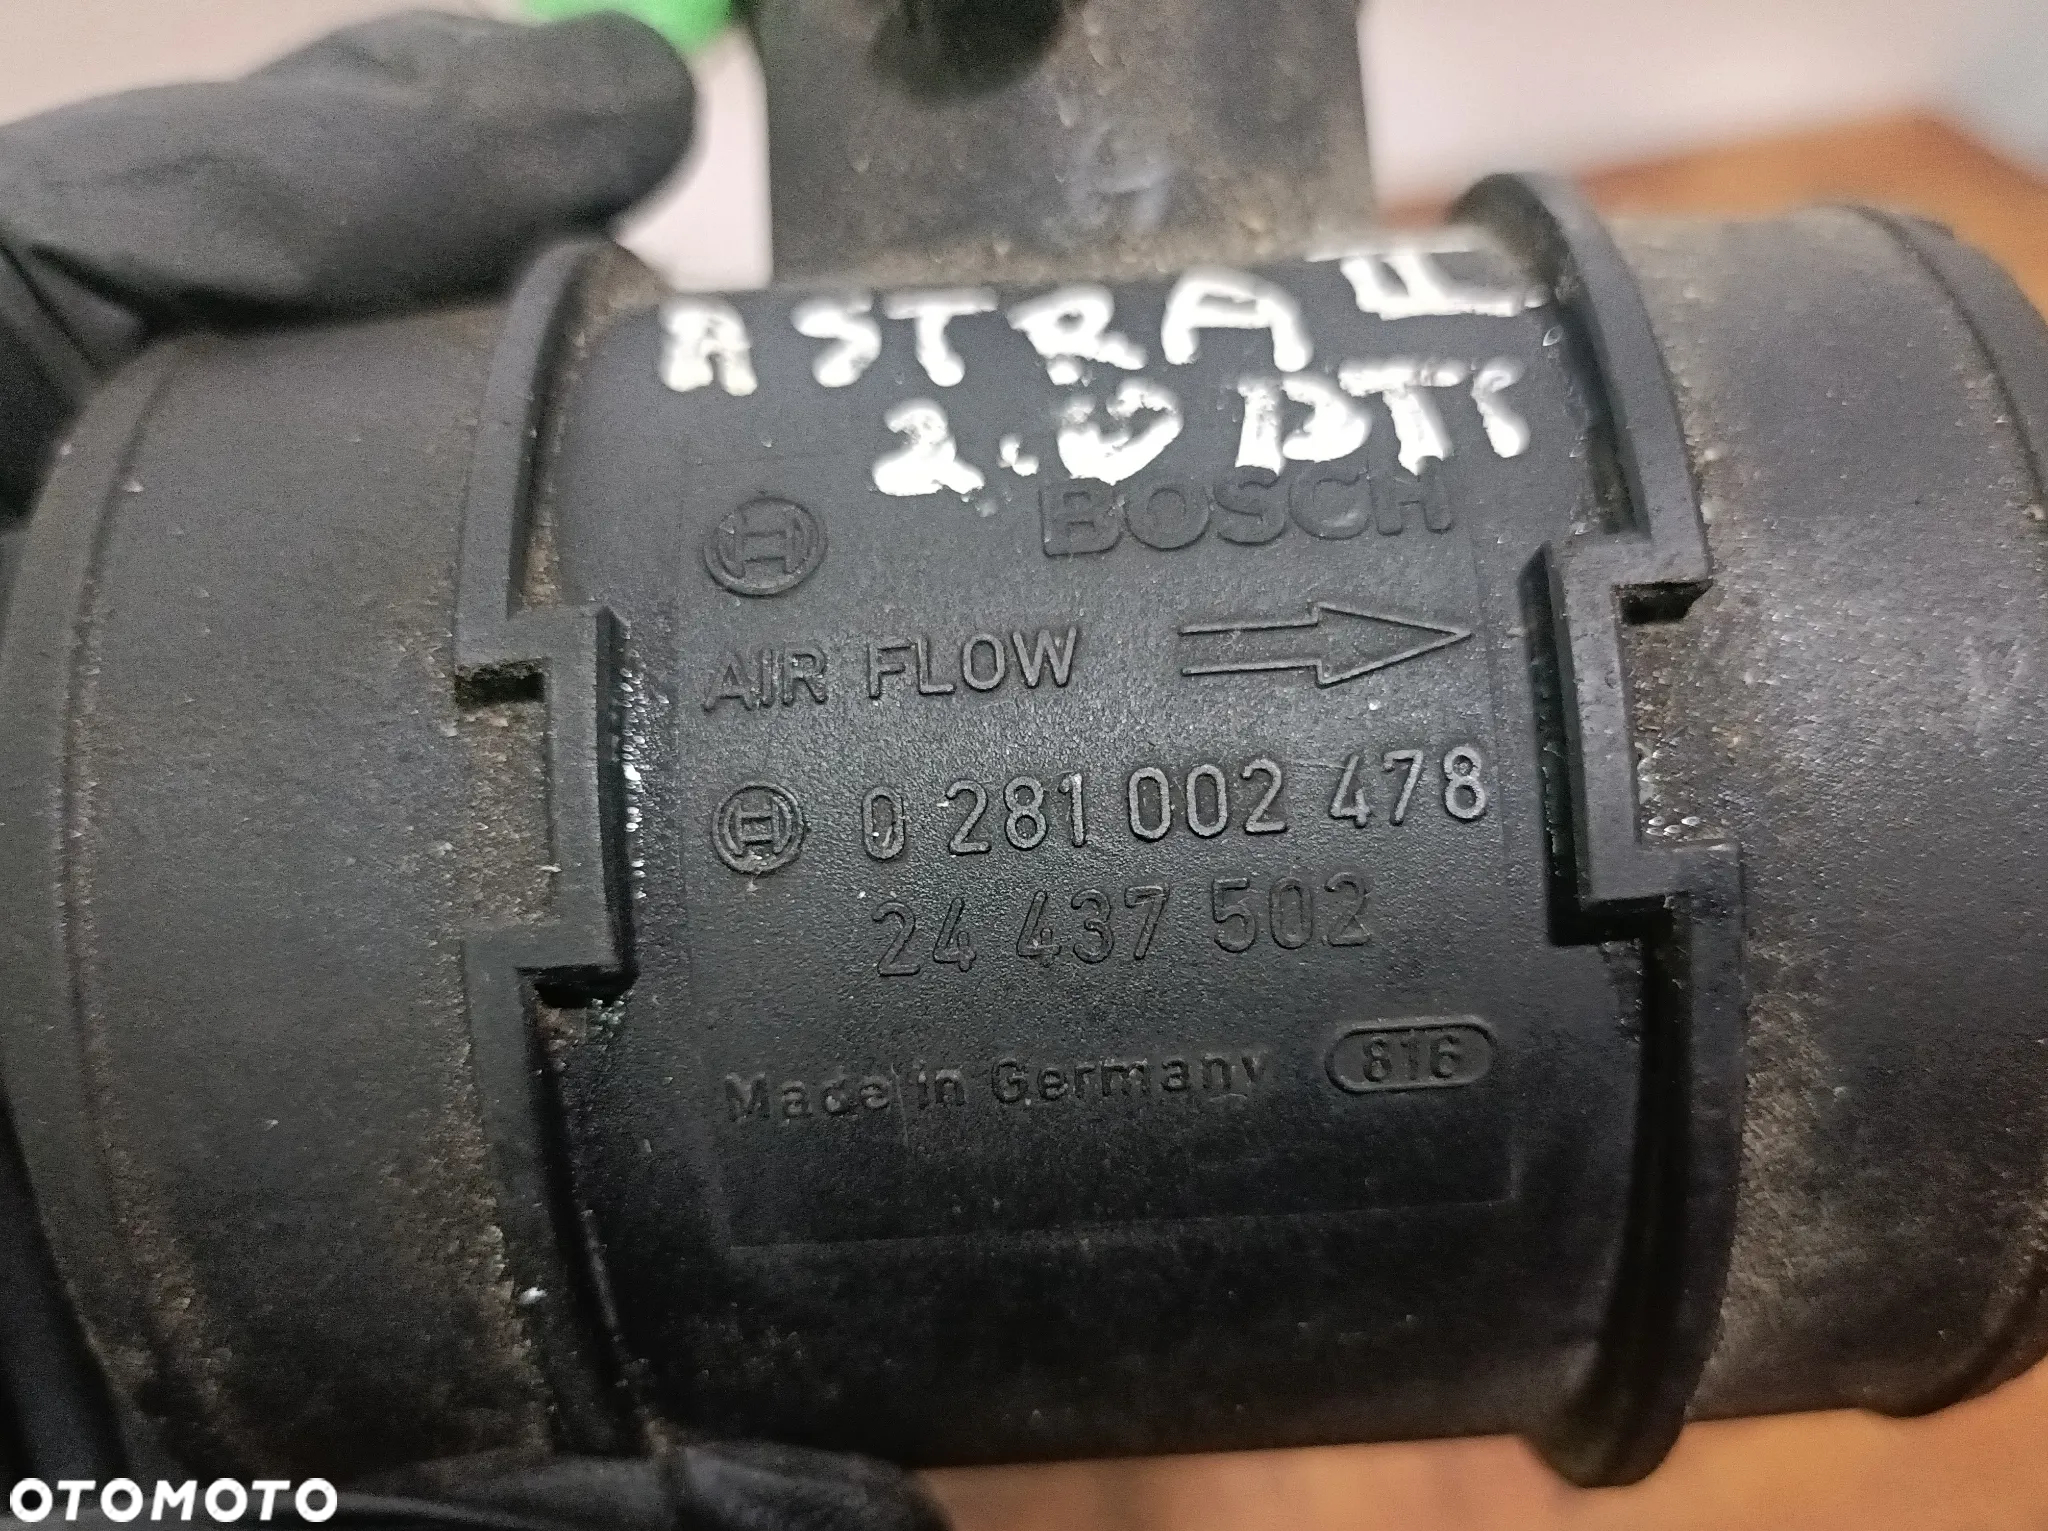 ASTRA II
2.0 DTI
BOSCH
AIR FLOW
0 281 002 478
24 437 502
Made in Germany 616
OTOMOTO